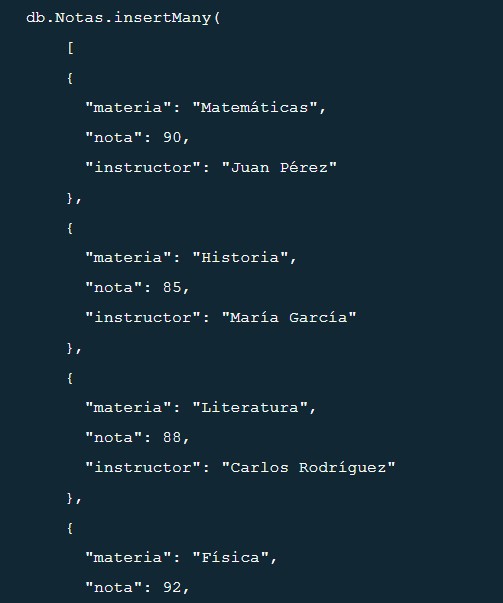 db.Notas.insertMany(
[
{
"materia": "Matemáticas",
"nota": 90,
"instructor": "Juan Pérez"
},
{
"materia": "Historia",
"nota": 85,
"instructor": "María García"
},
{
"materia": "Literatura",
"nota": 88,
"instructor": "Carlos Rodríguez"
},
{
"materia": "Física",
"nota": 92,